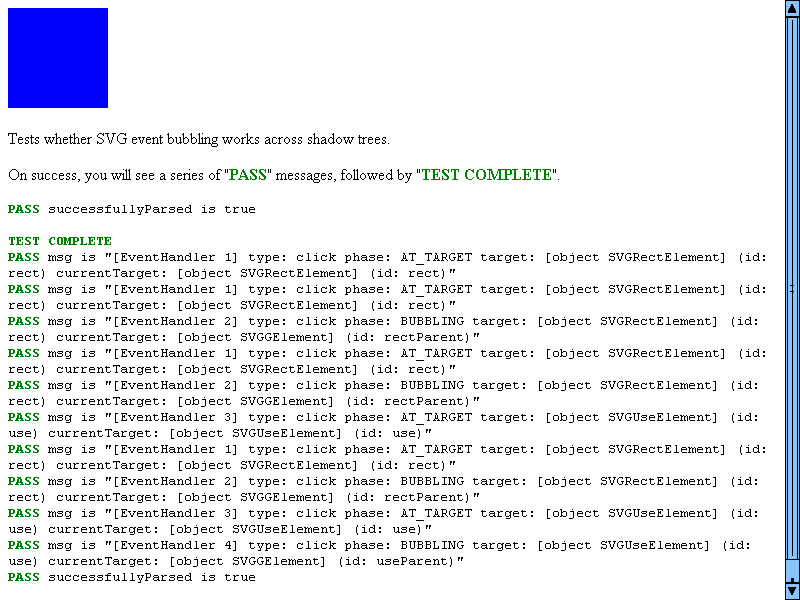 Tests whether SVG event bubbling works across shadow trees.
On success, you will see a series of "PASS" messages, followed by "TEST COMPLETE".
PASS successfullyParsed is true
TEST COMPLETE
PASS msg is "[EventHandler 1] type: click phase: AT_TARGET target: [object SVGRectElement] (id:
rect) currentTarget: [object SVGRectElement] (id: rect)"
PASS msg is "[EventHandler 1] type: click phase: AT_TARGET target: [object SVGRectElement] (id:
rect) currentTarget: [object SVGRectElement] (id: rect)"
PASS msg is "[EventHandler 2] type: click phase: BUBBLING target: [object SVGRectElement] (id:
rect) currentTarget: [object SVGGElement] (id: rectParent)"
PASS msg is "[EventHandler 1] type: click phase: AT_TARGET target: [object SVGRectElement] (id:
rect) currentTarget: [object SVGRectElement] (id: rect)"
PASS msg is "[EventHandler 2] type: click phase: BUBBLING target: [object SVGRectElement] (id:
rect) currentTarget: [object SVGGElement] (id: rectParent)"
PASS msg is "[EventHandler 3] type: click phase: AT_TARGET target: [object SVGUseElement] (id:
use) currentTarget: [object SVGUseElement] (id: use)"
PASS msg is "[EventHandler 1] type: click phase: AT_TARGET target: [object SVGRectElement] (id:
rect) currentTarget: [object SVGRectElement] (id: rect)"
PASS msg is "[EventHandler 2] type: click phase: BUBBLING target: [object SVGRectElement] (id:
rect) currentTarget: [object SVGGElement] (id: rectParent)"
PASS msg is "[EventHandler 3] type: click phase: AT_TARGET target: [object SVGUseElement] (id:
use) currentTarget: [object SVGUseElement] (id: use)"
PASS msg is "[EventHandler 4] type: click phase: BUBBLING target: [object SVGUseElement] (id:
use) currentTarget: [object SVGGElement] (id: useParent)"
PASS successfullyParsed is true